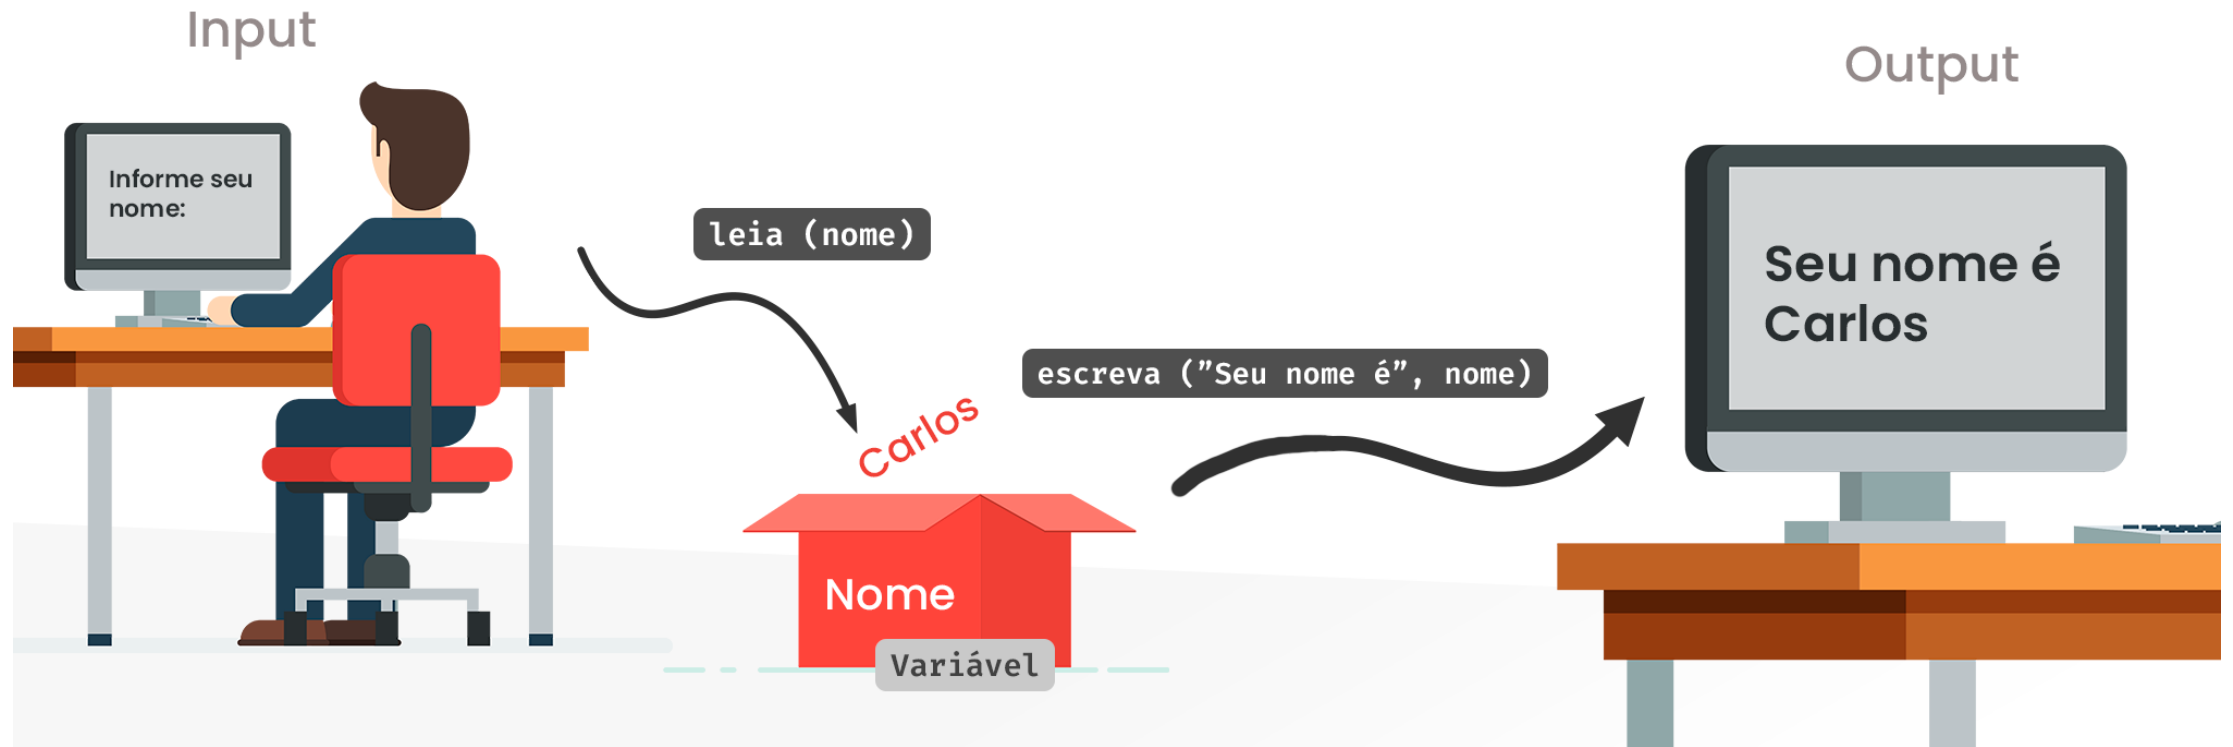 Input
Output
Informe seu
nome:
leia (nome)
Seu nome é
Carlos
escreva (”Seu nome é”, nome)
Carlos
Nome
Variável